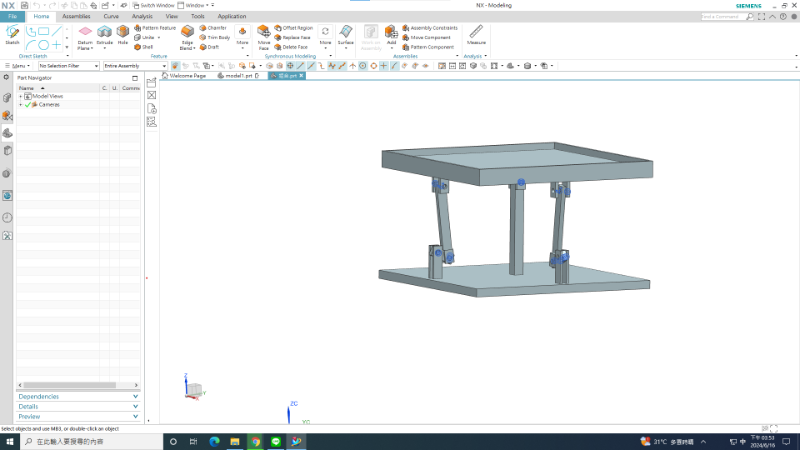 NX
Switch Window
Window
NX - Modeling
SIEMENS
File
Home
Assemblies
Curve
Analysis
View
Tools
Application
Find a Command
Sketch
Direct Sketch
Datum Plane
Extrude
Hole
Pattern Feature
Unite
Shell
Edge Blend
Chamfer
Trim Body
Draft
More
Feature
Move Face
Offset Region
Replace Face
Delete Face
More
Synchronous Modeling
Surface
Add
Assembly Constraints
Move Component
Pattern Component
Assemblies
Measure
Analysis
Menu
No Selection Filter
Entire Assembly
Part Navigator
Name
C.
U.
Comme
Model Views
Cameras
Welcome Page
model1.prt
.prt
Z
Y
ZC
YC
Dependencies
Details
Preview
Select objects and use MB3, or double-click an object
在此輸入要搜尋的內容
31°C 多雲時晴
中
下午 03:53
2024/6/16